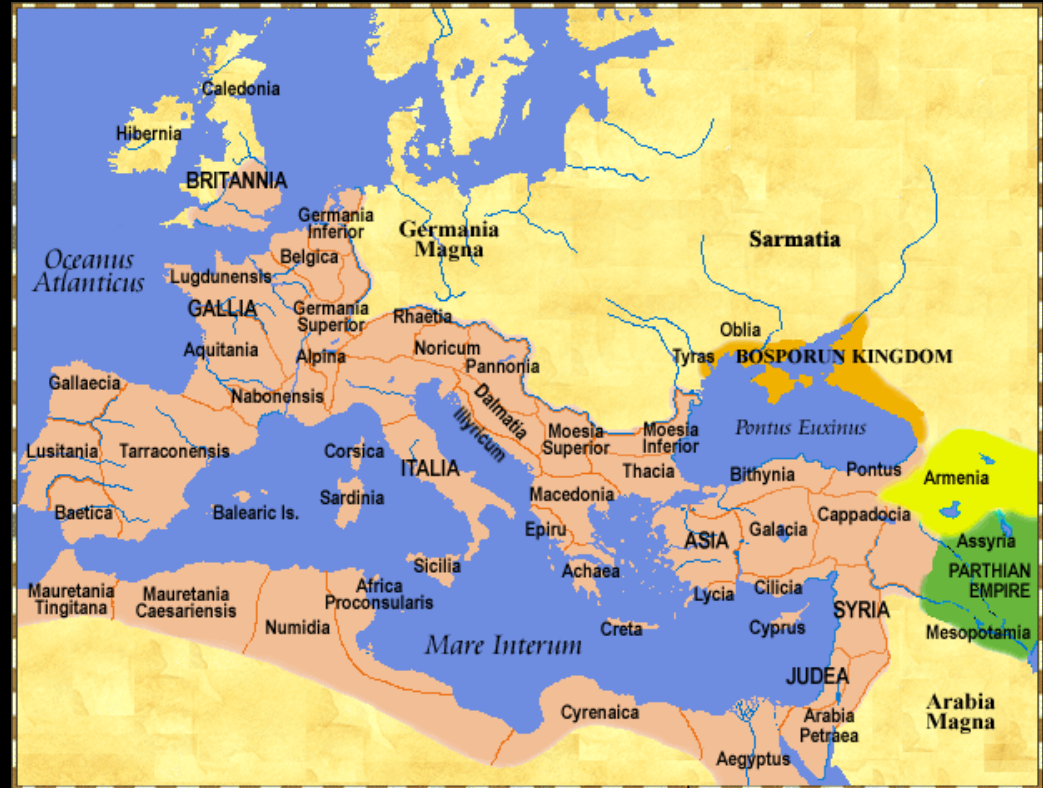 Caledonia
Hibernia
BRITANNIA
Germania
Inferior
Germania
Magna
Sarmatia
Oceanus
Atlanticus
Belgica
Lugdunensis
GALLIA
Germania
Superior
Rhaetia
Oblia
Aquitania
Alpina
Noricum
Pannonia
Tyras
BOSPORUN KINGDOM
Gallaecia
Nabonensis
Dalmatia
Illyricum
Moesia
Superior
Moesia
Inferior
Pontus Euxinus
Lusitania
Tarraconensis
Corsica
ITALIA
Thacia
Bithynia
Pontus
Armenia
Baetica
Balearic Is.
Sardinia
Macedonia
Epiru
ASIA
Galacia
Cappadocia
Assyria
PARTHIAN
EMPIRE
Mauretania
Tingitana
Mauretania
Caesariensis
Sicilia
Africa
Proconsularis
Achaea
Lycia
Cilicia
SYRIA
Numidia
Mare Interum
Creta
Cyprus
Mesopotamia
JUDEA
Cyrenaica
Arabia
Petraea
Arabia
Magna
Aegyptus